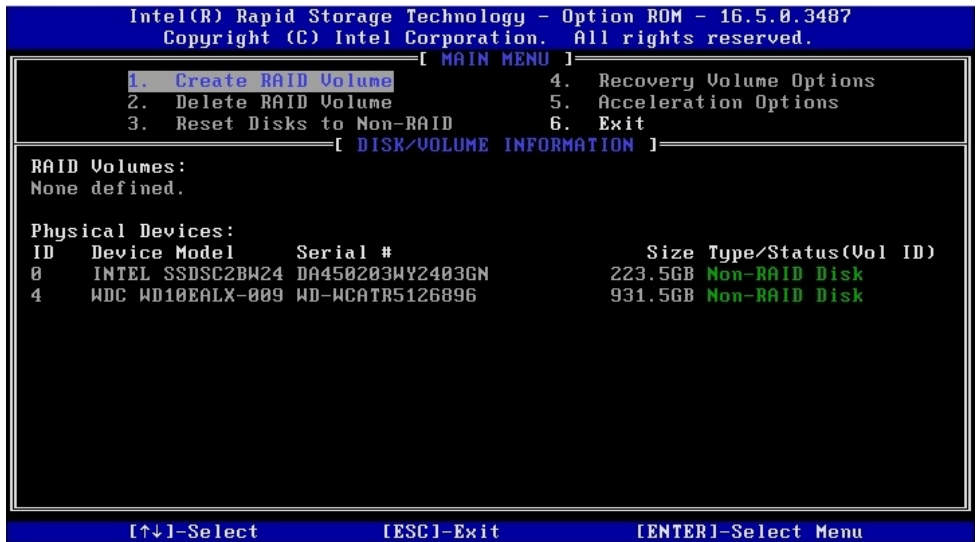 Intel(R) Rapid Storage Technology - Option ROM - 16.5.0.3487
Copyright (C) Intel Corporation. All rights reserved.
[ MAIN MENU ]
1. Create RAID Volume 4. Recovery Volume Options
2. Delete RAID Volume 5. Acceleration Options
3. Reset Disks to Non-RAID 6. Exit
[ DISK/VOLUME INFORMATION ]
RAID Volumes:
None defined.
Physical Devices:
ID Device Model Serial # Size Type/Status(Vol ID)
0 INTEL SSDSC2BW24 DA450203WY2403GN 223.5GB Non-RAID Disk
4 WDC WD10EALX-009 WD-WCATR5126896 931.5GB Non-RAID Disk
[↑↓]-Select [ESC]-Exit [ENTER]-Select Menu